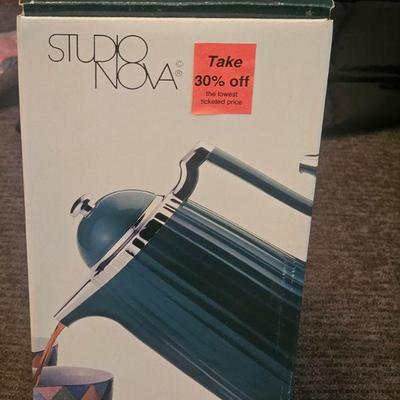 STUDIO
NOVA©®
Take
30% off
the lowest
ticketed price